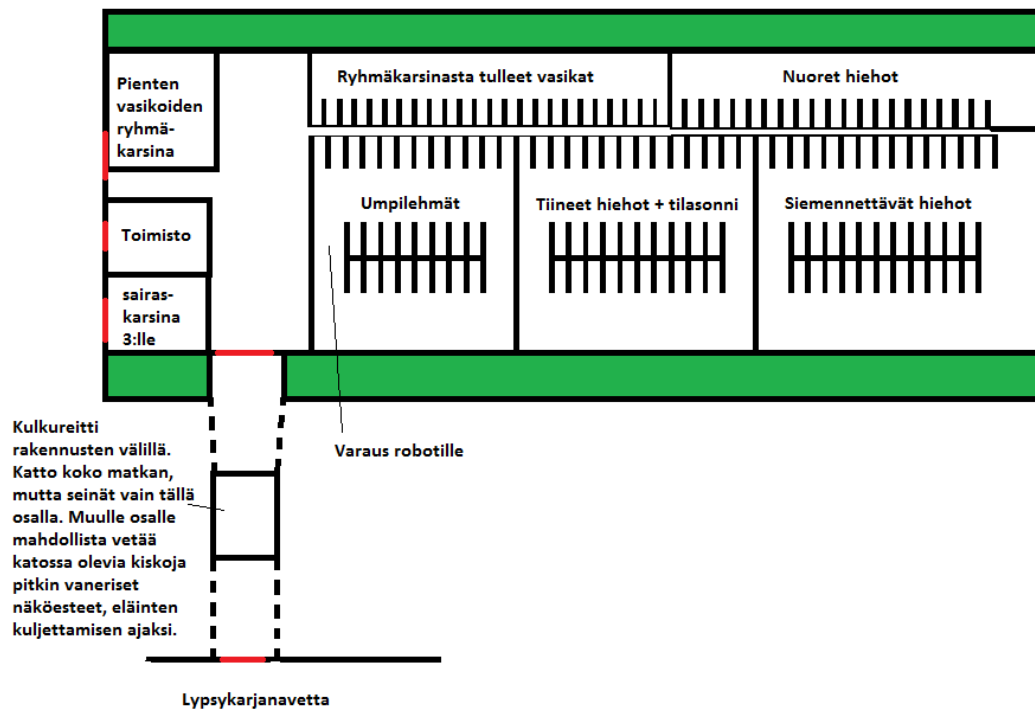 Pienten
vasikoiden
ryhmä-
karsina
Ryhmäkarsinasta tulleet vasikat
Nuoret hiehot
Toimisto
Umpilehmät
Tiineet hiehot + tilasonni
Siemennettävät hiehot
sairas-
karsina
3:lle
Kulkureitti
rakennusten välillä.
Katto koko matkan,
mutta seinät vain tällä
osalla. Muulle osalle
mahdollista vetää
katossa olevia kiskoja
pitkin vaneriset
näköesteet, eläinten
kuljettamisen ajaksi.
Varaus robotille
Lypsykarjanavetta